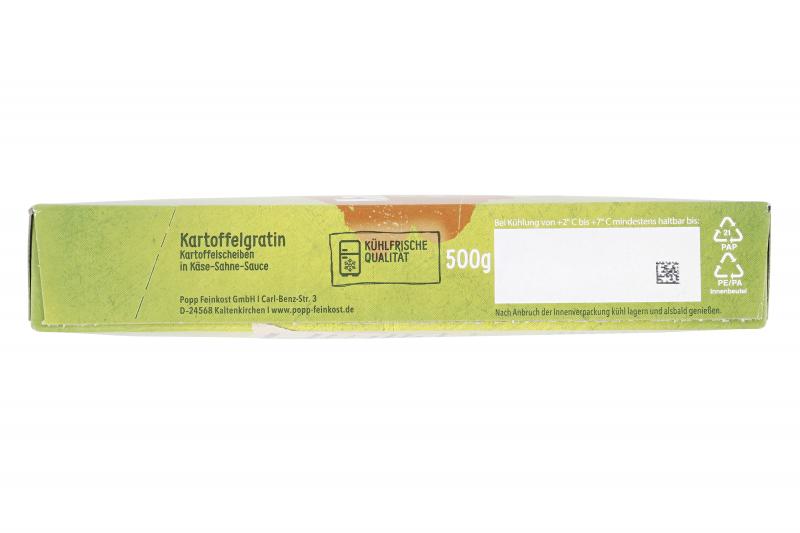 Kartoffelgratin
Kartoffelscheiben
in Käse-Sahne-Sauce
Popp Feinkost GmbH I Carl-Benz-Str. 3
D-24568 Kaltenkirchen I www.popp-feinkost.de
KÜHLFRISCHE
QUALITÄT
500g
Bei Kühlung von +2° C bis +7° C mindestens haltbar bis:
Nach Anbruch der Innenverpackung kühl lagern und alsbald genießen.
21
PAP
PE/PA
Innenbeutel